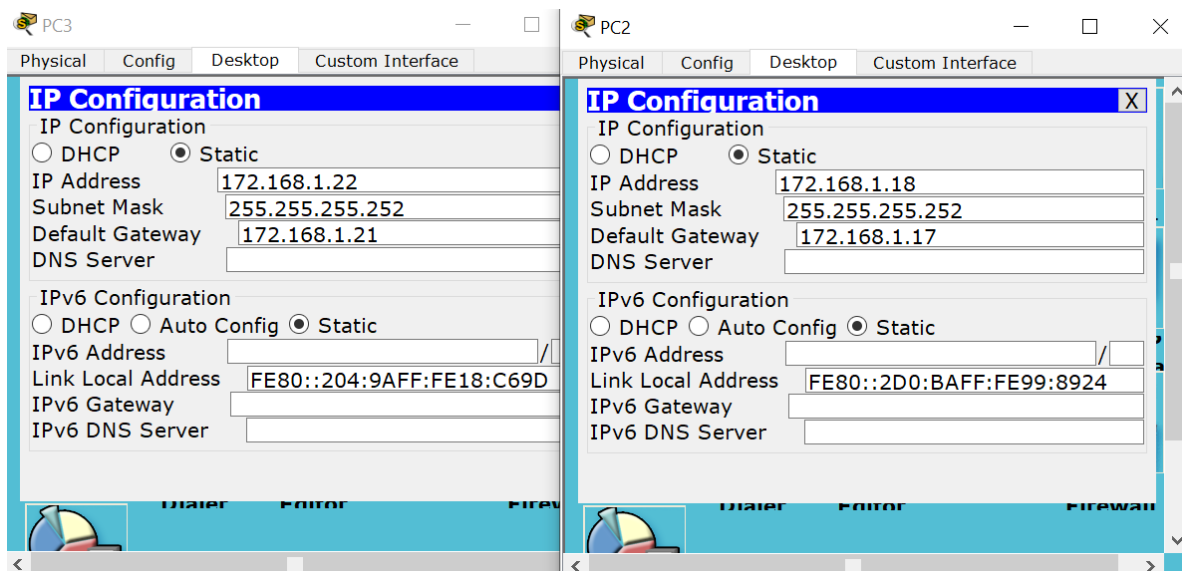 PC3
Physical Config Desktop Custom Interface
IP Configuration
IP Configuration
DHCP Static
IP Address 172.168.1.22
Subnet Mask 255.255.255.252
Default Gateway 172.168.1.21
DNS Server
IPv6 Configuration
DHCP Auto Config Static
IPv6 Address /
Link Local Address FE80::204:9AFF:FE18:C69D
IPv6 Gateway
IPv6 DNS Server
Dialer Editor
PC2
Physical Config Desktop Custom Interface
IP Configuration X
IP Configuration
DHCP Static
IP Address 172.168.1.18
Subnet Mask 255.255.255.252
Default Gateway 172.168.1.17
DNS Server
IPv6 Configuration
DHCP Auto Config Static
IPv6 Address /
Link Local Address FE80::2D0:BAFF:FE99:8924
IPv6 Gateway
IPv6 DNS Server
Dialer Editor Firewall